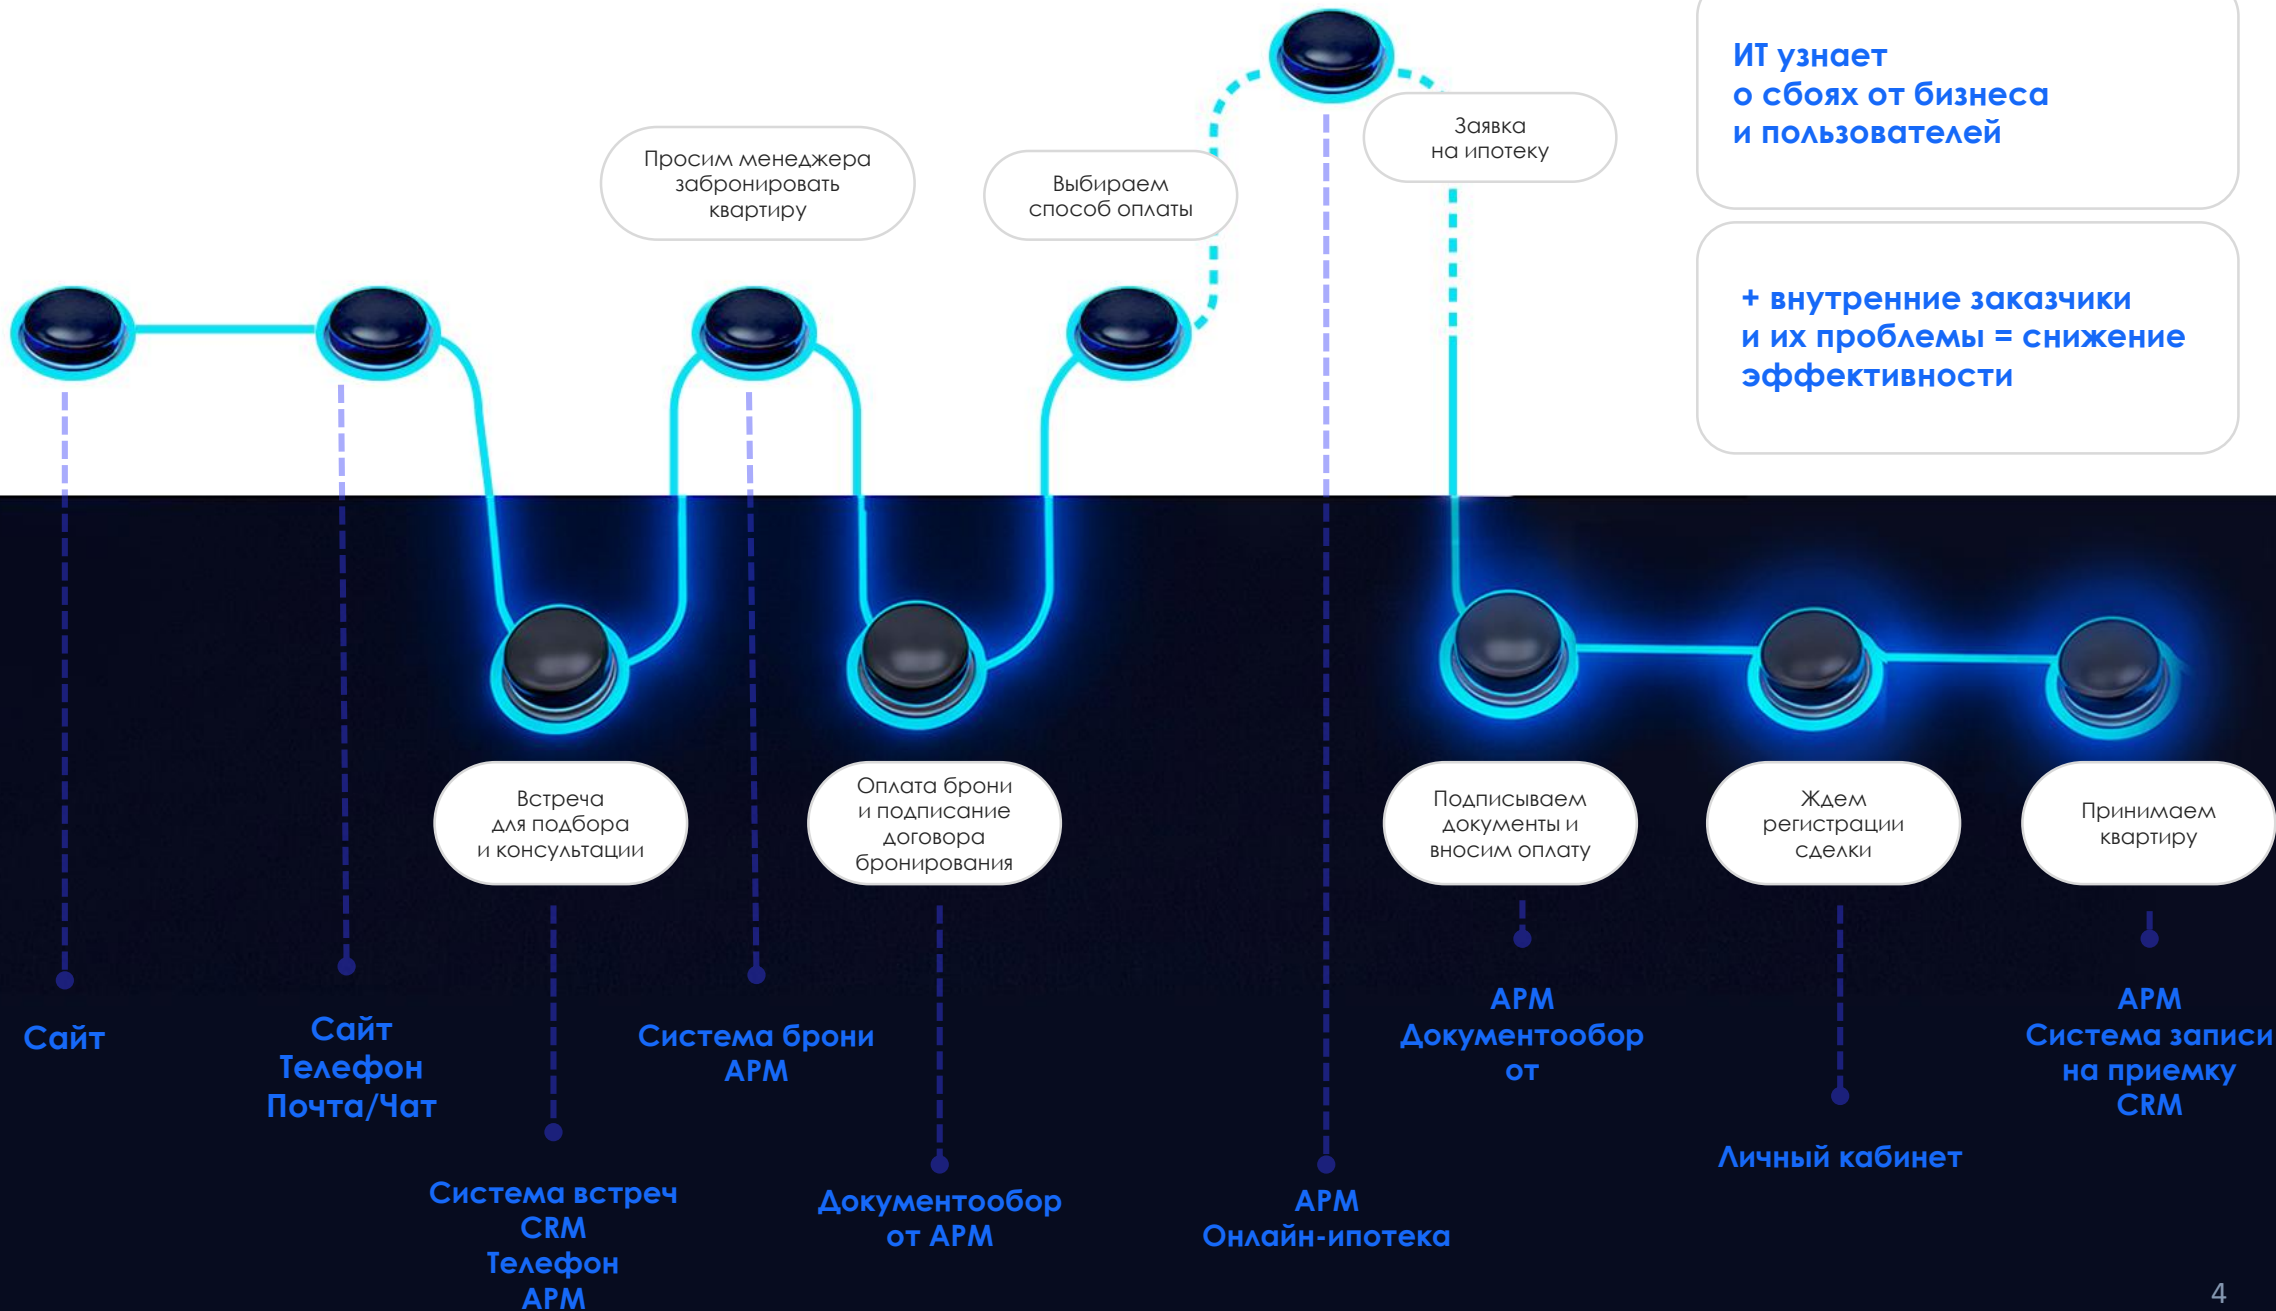 ИТ узнает
о сбоях от бизнеса
и пользователей
+ внутренние заказчики
и их проблемы = снижение
эффективности
Просим менеджера
забронировать
квартиру
Выбираем
способ оплаты
Заявка
на ипотеку
Встреча
для подбора
и консультации
Оплата брони
и подписание
договора
бронирования
Подписываем
документы и
вносим оплату
Ждем
регистрации
сделки
Принимаем
квартиру
Сайт
Сайт
Телефон
Почта/Чат
Система встреч
CRM
Телефон
АРМ
Система брони
АРМ
Документообор
от АРМ
АРМ
Онлайн-ипотека
АРМ
Документообор
от
Личный кабинет
АРМ
Система записи
на приемку
CRM
4